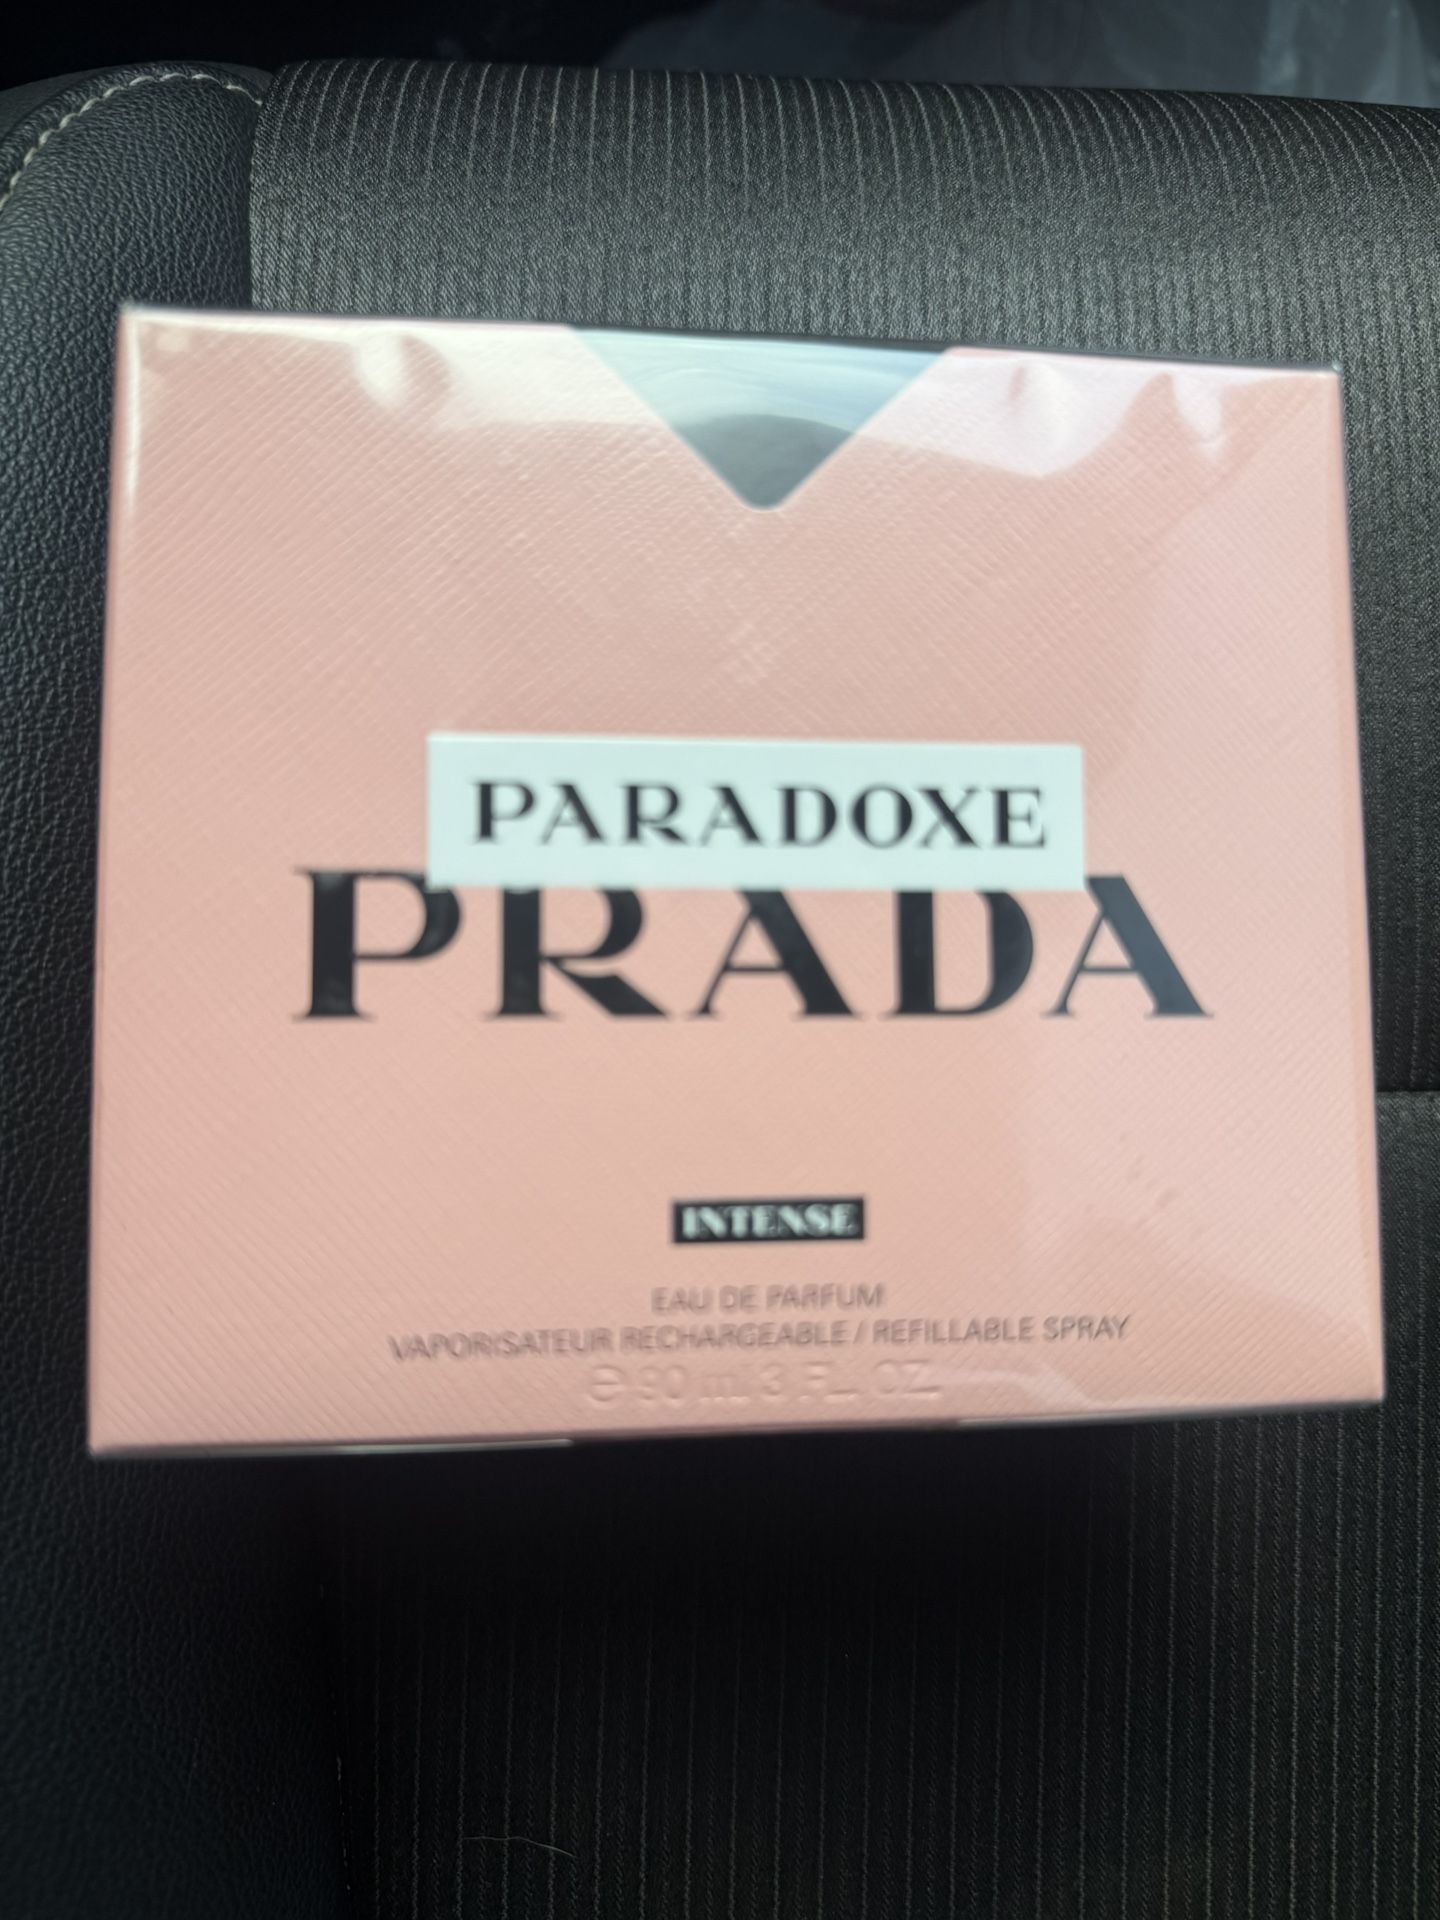 PARADOXE
PRADA
INTENSE
EAU DE PARFUM
VAPORISATEUR RECHARGEABLE / REFILLABLE SPRAY
℮ 90 ml 3 FL. OZ.